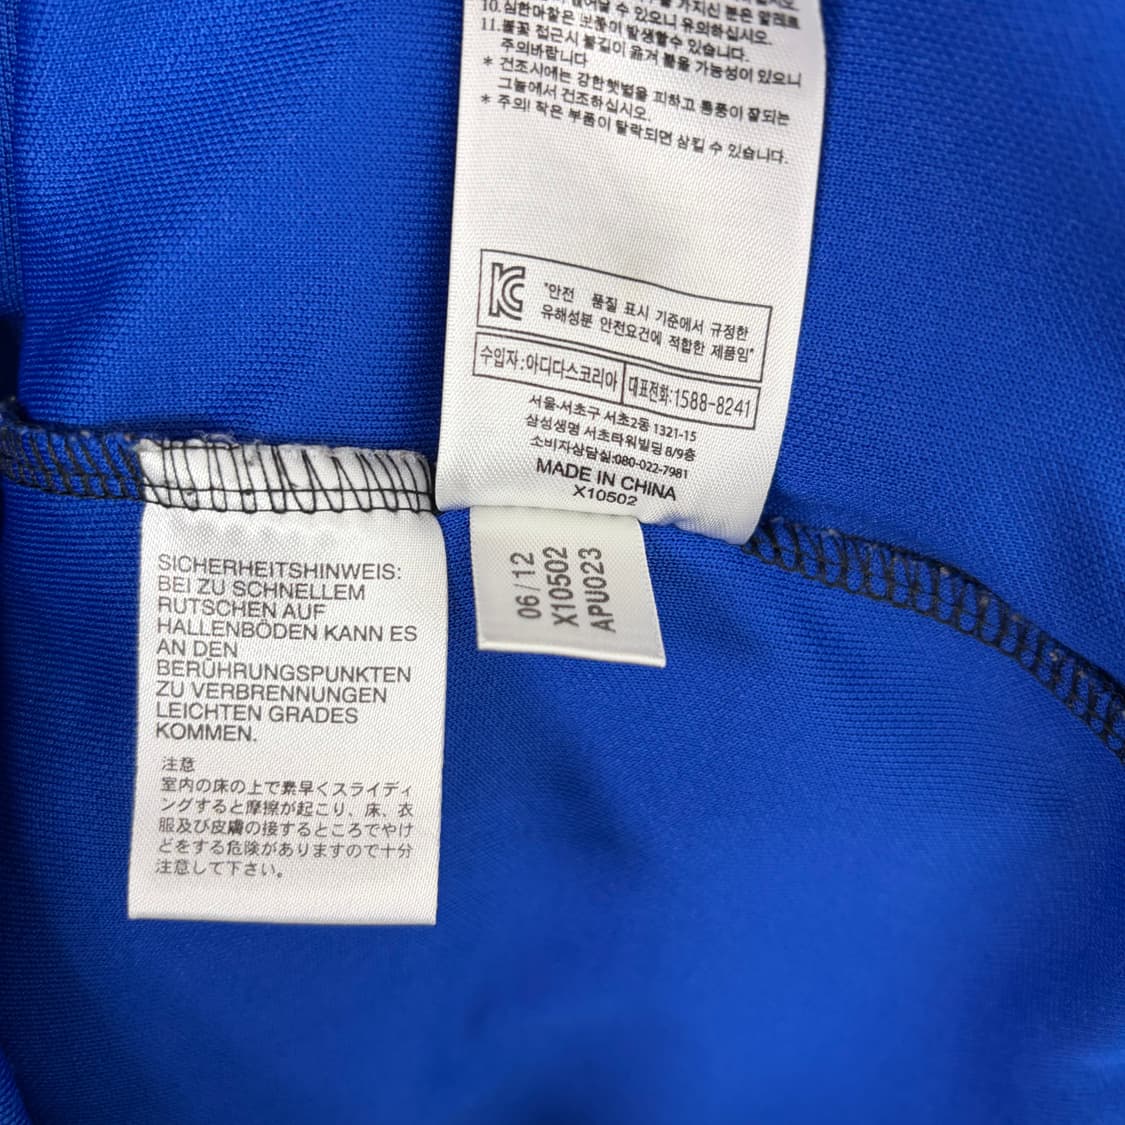 10.심한마찰은 보풀이 발생할수 있습니다.
11.불꽃 접근시 불길이 옮겨 붙을 가능성이 있으니
주의바랍니다
* 건조시에는 강한햇볕을 피하고 통풍이 잘되는
그늘에서 건조하십시오.
* 주의! 작은 부품이 탈락되면 삼킬 수 있습니다.
"안전 품질 표시 기준에서 규정한
유해성분 안전요건에 적합한 제품임"
수입자:아디다스코리아 대표전화:1588-8241
서울.서초구 서초2동 1321-15
삼성생명 서초타워빌딩 8/9층
소비자상담실:080-022-7981
MADE IN CHINA
X10502
06/12
X10502
APU023
SICHERHEITSHINWEIS:
BEI ZU SCHNELLEM
RUTSCHEN AUF
HALLENBÖDEN KANN ES
AN DEN
BERÜHRUNGSPUNKTEN
ZU VERBRENNUNGEN
LEICHTEN GRADES
KOMMEN.
注意
室内の床の上で素早くスライディ
ングすると摩擦が起こり、床、衣
服及び皮膚の接するところでやけ
どをする危険がありますので十分
注意して下さい。